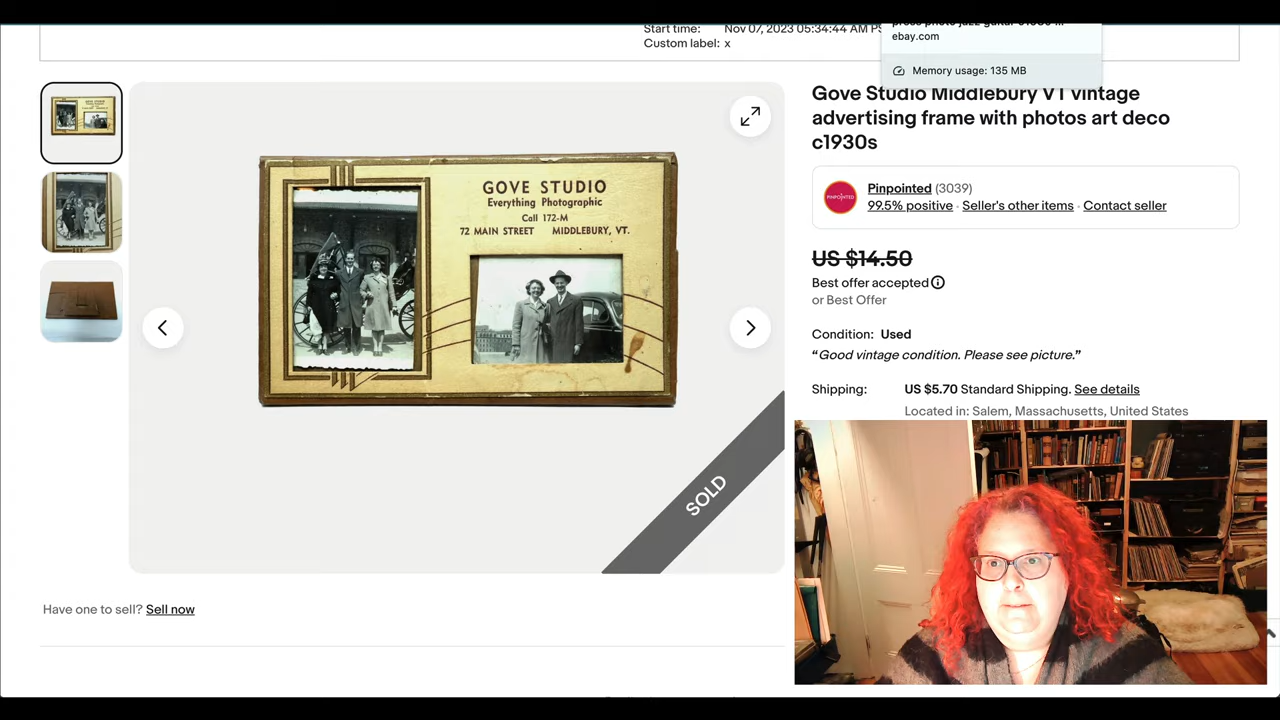 Start time: Nov 07, 2023 05:34:44 AM
Custom label: x
ebay.com
Memory usage: 135 MB
GOVE STUDIO
Everything Photographic
Call 172-M
72 MAIN STREET MIDDLEBURY, VT.
SOLD
Have one to sell? Sell now
Gove Studio Middlebury VT vintage
advertising frame with photos art deco
c1930s
PINPOINTED
Pinpointed (3039)
99.5% positive · Seller's other items · Contact seller
US $14.50
Best offer accepted
or Best Offer
Condition: Used
“Good vintage condition. Please see picture.”
Shipping: US $5.70 Standard Shipping. See details
Located in: Salem, Massachusetts, United States